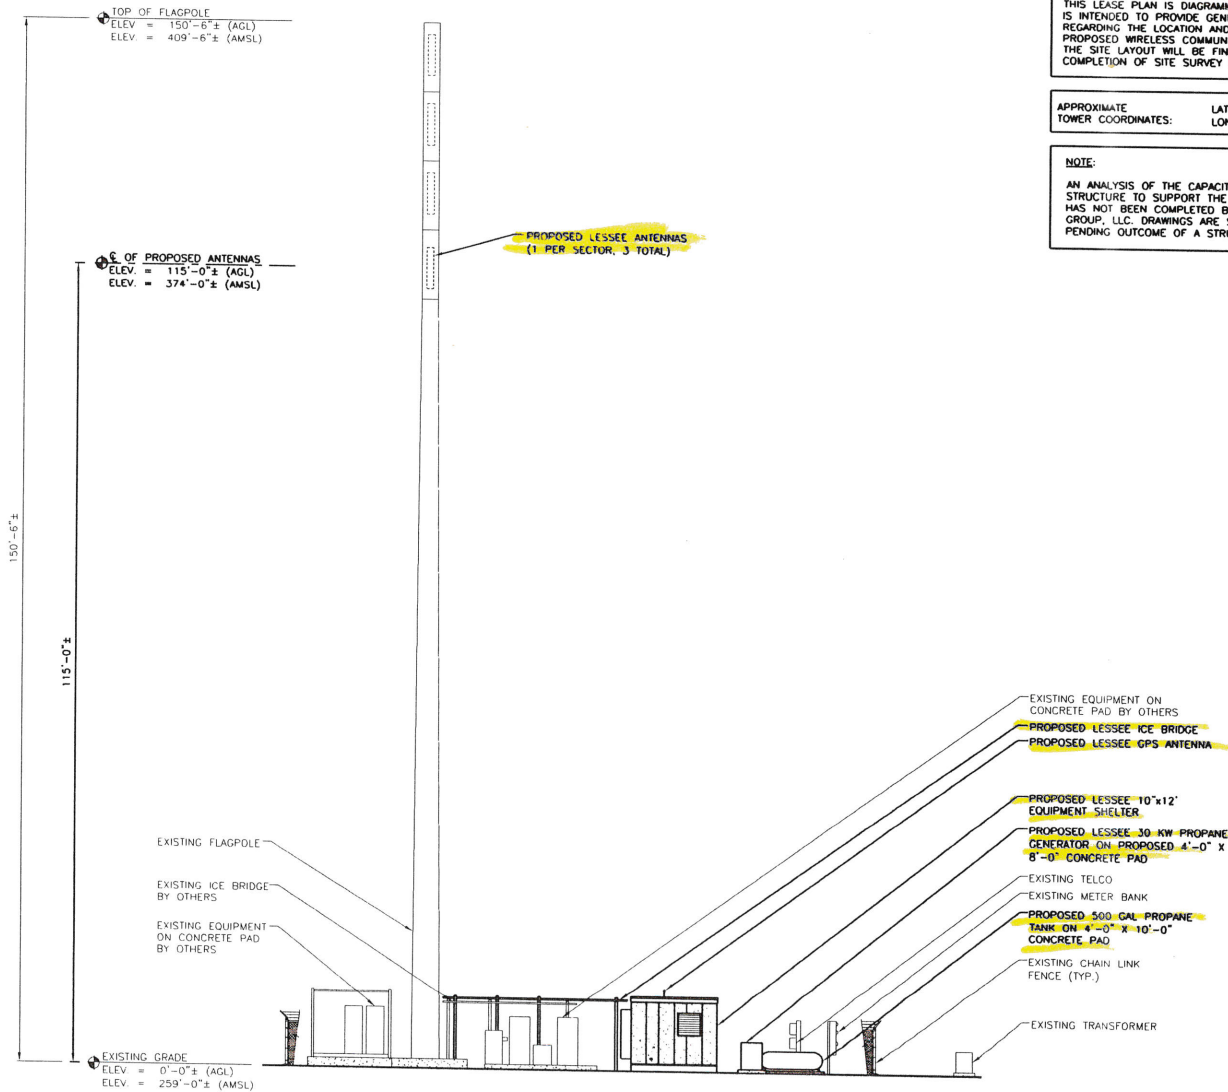 TOP OF FLAGPOLE
ELEV = 150'-6"± (AGL)
ELEV. = 409'-6"± (AMSL)
THIS LEASE PLAN IS DIAGRAMM
IS INTENDED TO PROVIDE GENE
REGARDING THE LOCATION AND
PROPOSED WIRELESS COMMUN
THE SITE LAYOUT WILL BE FIN
COMPLETION OF SITE SURVEY
APPROXIMATE LAT
TOWER COORDINATES: LON
NOTE:
AN ANALYSIS OF THE CAPACIT
STRUCTURE TO SUPPORT THE
HAS NOT BEEN COMPLETED B
GROUP, LLC. DRAWINGS ARE S
PENDING OUTCOME OF A STR
PROPOSED LESSEE ANTENNAS
(1 PER SECTOR, 3 TOTAL)
℄ OF PROPOSED ANTENNAS
ELEV. = 115'-0"± (AGL)
ELEV. = 374'-0"± (AMSL)
150'-6"±
115'-0"±
EXISTING EQUIPMENT ON
CONCRETE PAD BY OTHERS
PROPOSED LESSEE ICE BRIDGE
PROPOSED LESSEE GPS ANTENNA
PROPOSED LESSEE 10"x12'
EQUIPMENT SHELTER
PROPOSED LESSEE 30 KW PROPANE
GENERATOR ON PROPOSED 4'-0" X
8'-0" CONCRETE PAD
EXISTING TELCO
EXISTING METER BANK
PROPOSED 500 GAL PROPANE
TANK ON 4'-0" X 10'-0"
CONCRETE PAD
EXISTING CHAIN LINK
FENCE (TYP.)
EXISTING TRANSFORMER
EXISTING FLAGPOLE
EXISTING ICE BRIDGE
BY OTHERS
EXISTING EQUIPMENT
ON CONCRETE PAD
BY OTHERS
EXISTING GRADE
ELEV. = 0'-0"± (AGL)
ELEV. = 259'-0"± (AMSL)